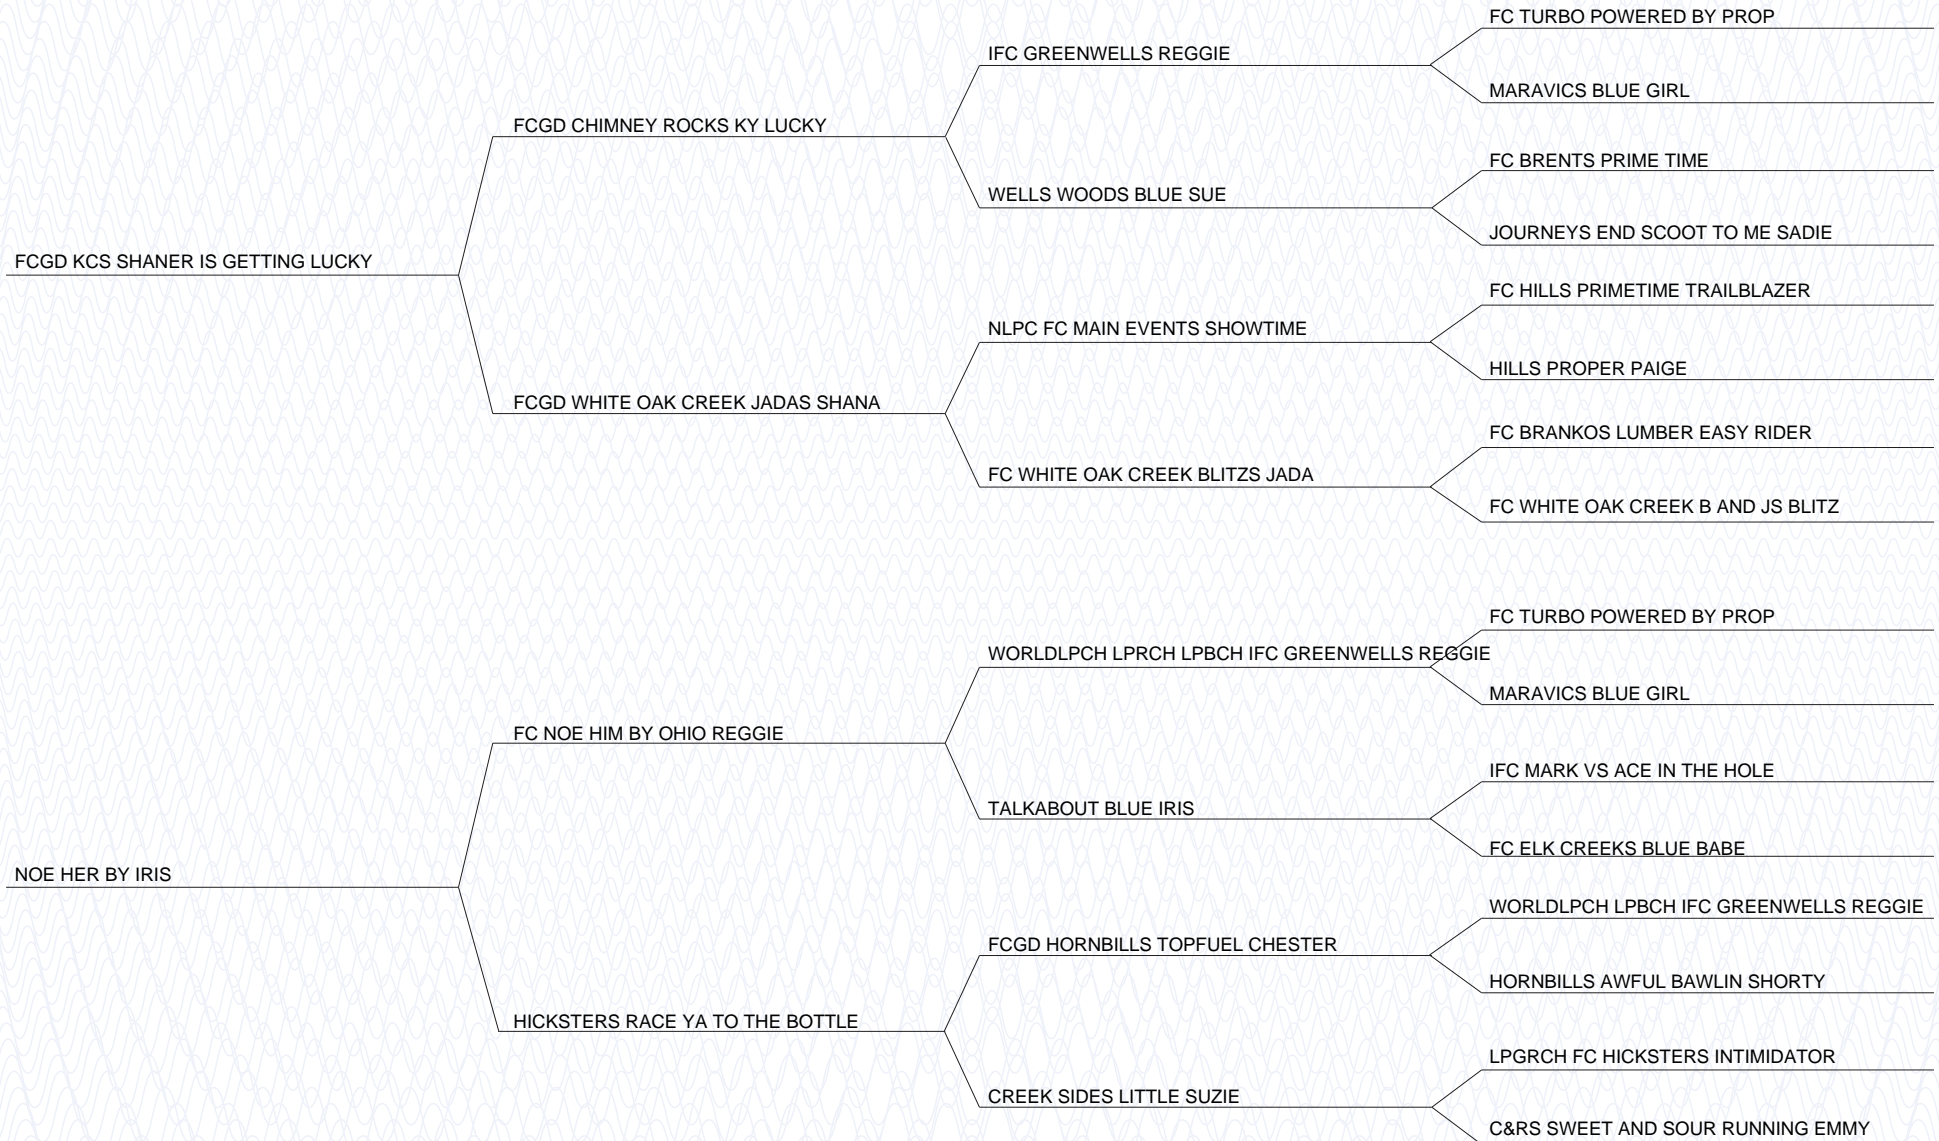 FC TURBO POWERED BY PROP
IFC GREENWELLS REGGIE
MARAVICS BLUE GIRL
FCGD CHIMNEY ROCKS KY LUCKY
FC BRENTS PRIME TIME
WELLS WOODS BLUE SUE
JOURNEYS END SCOOT TO ME SADIE
FCGD KCS SHANER IS GETTING LUCKY
FC HILLS PRIMETIME TRAILBLAZER
NLPC FC MAIN EVENTS SHOWTIME
HILLS PROPER PAIGE
FCGD WHITE OAK CREEK JADAS SHANA
FC BRANKOS LUMBER EASY RIDER
FC WHITE OAK CREEK BLITZS JADA
FC WHITE OAK CREEK B AND JS BLITZ
FC TURBO POWERED BY PROP
WORLDLPCH LPRCH LPBCH IFC GREENWELLS REGGIE
MARAVICS BLUE GIRL
FC NOE HIM BY OHIO REGGIE
IFC MARK VS ACE IN THE HOLE
TALKABOUT BLUE IRIS
FC ELK CREEKS BLUE BABE
NOE HER BY IRIS
WORLDLPCH LPBCH IFC GREENWELLS REGGIE
FCGD HORNBILLS TOPFUEL CHESTER
HORNBILLS AWFUL BAWLIN SHORTY
HICKSTERS RACE YA TO THE BOTTLE
LPGRCH FC HICKSTERS INTIMIDATOR
CREEK SIDES LITTLE SUZIE
C&RS SWEET AND SOUR RUNNING EMMY